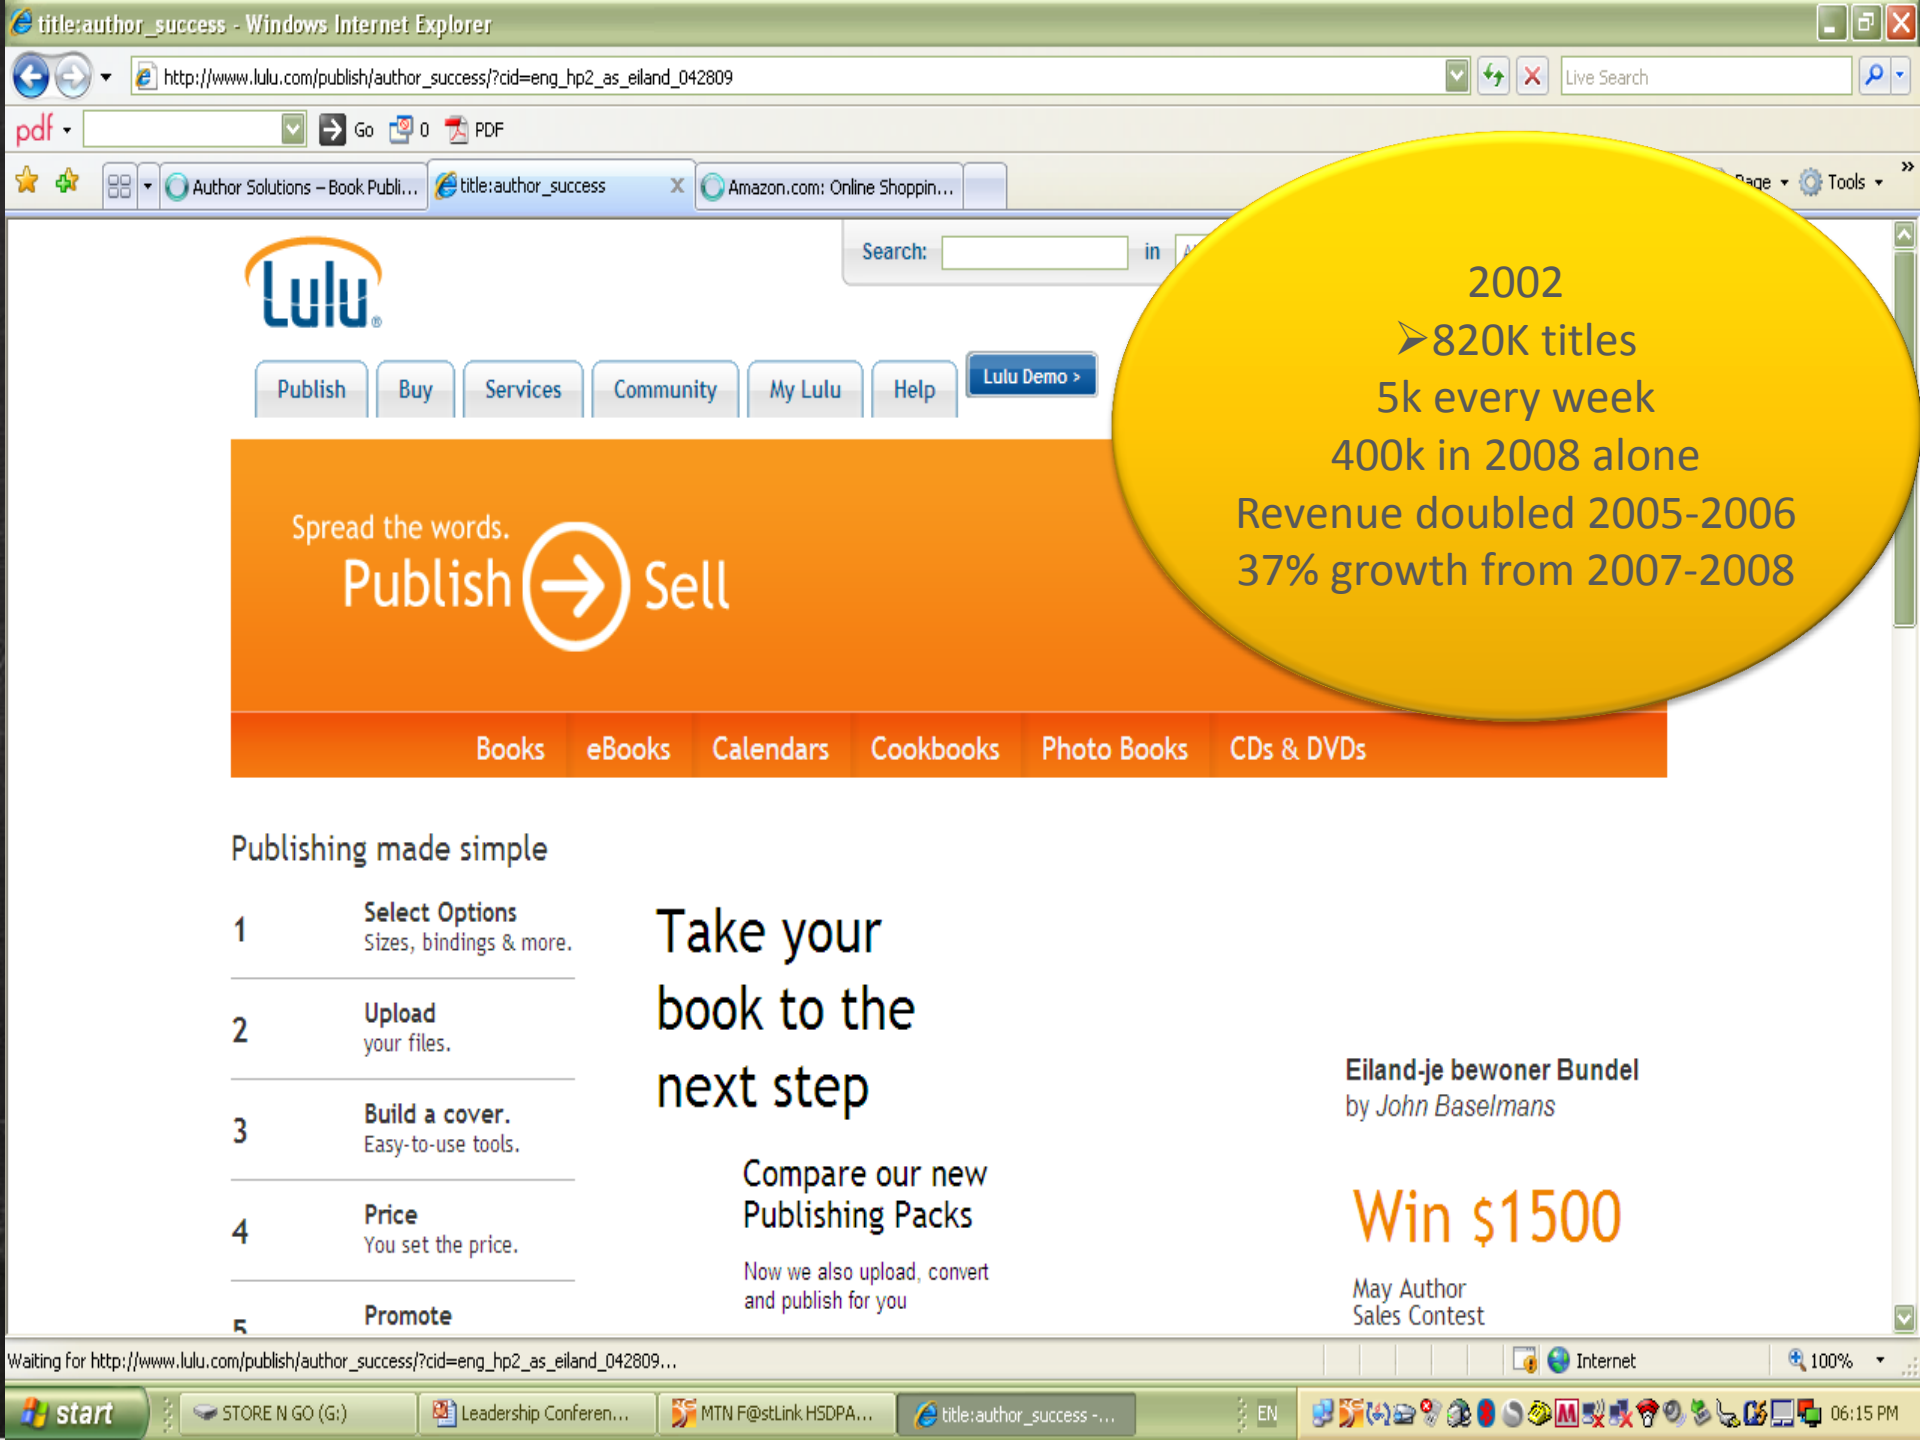 title:author_success - Windows Internet Explorer
http://www.lulu.com/publish/author_success/?cid=eng_hp2_as_eiland_042809
Live Search
pdf
Go 0 PDF
Author Solutions – Book Publi... title:author_success X Amazon.com: Online Shoppin...
Page Tools »
Search: in
Lulu®
Publish Buy Services Community My Lulu Help Lulu Demo >
2002
➢820K titles
5k every week
400k in 2008 alone
Revenue doubled 2005-2006
37% growth from 2007-2008
Spread the words.
Publish → Sell
Books eBooks Calendars Cookbooks Photo Books CDs & DVDs
Publishing made simple
1 Select Options
Sizes, bindings & more.
2 Upload
your files.
3 Build a cover.
Easy-to-use tools.
4 Price
You set the price.
5 Promote
Take your
book to the
next step
Compare our new
Publishing Packs
Now we also upload, convert
and publish for you
Eiland-je bewoner Bundel
by John Baselmans
Win $1500
May Author
Sales Contest
Waiting for http://www.lulu.com/publish/author_success/?cid=eng_hp2_as_eiland_042809...
Internet 100%
start STORE N GO (G:) Leadership Conferen... MTN F@stLink HSDPA... title:author_success -... EN 06:15 PM